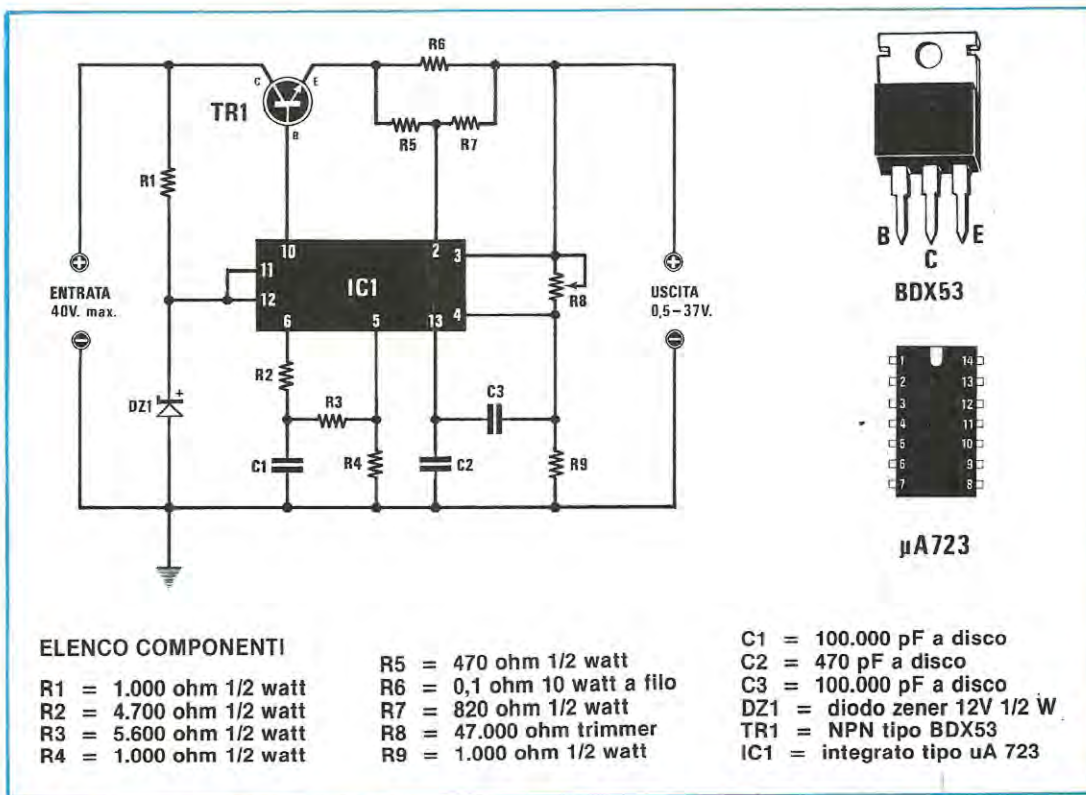 R6
C
E
TR1
B
R5
R7
R1
10
2
3
11
12
IC1
R8
4
6
5
13
ENTRATA
40V. max.
USCITA
0,5–37V.
R2
DZ1
+
R3
C3
C1
R4
C2
R9
B
C
E
BDX53
1
14
2
13
3
12
4
11
5
10
6
9
7
8
µA723
ELENCO COMPONENTI
R1 = 1.000 ohm 1/2 watt
R2 = 4.700 ohm 1/2 watt
R3 = 5.600 ohm 1/2 watt
R4 = 1.000 ohm 1/2 watt
R5 = 470 ohm 1/2 watt
R6 = 0,1 ohm 10 watt a filo
R7 = 820 ohm 1/2 watt
R8 = 47.000 ohm trimmer
R9 = 1.000 ohm 1/2 watt
C1 = 100.000 pF a disco
C2 = 470 pF a disco
C3 = 100.000 pF a disco
DZ1 = diodo zener 12V 1/2 W
TR1 = NPN tipo BDX53
IC1 = integrato tipo uA 723